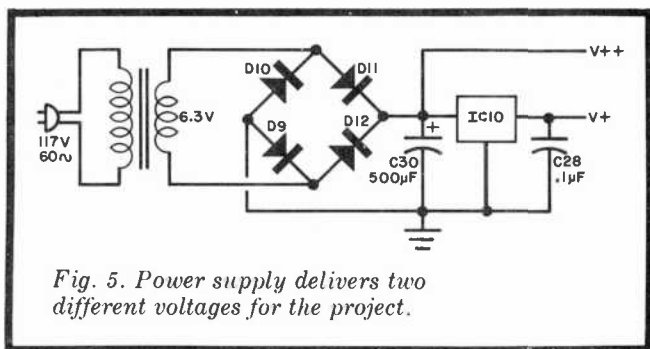 D10
D11
V++
6.3V
D9
D12
IC10
V+
117V
60~
+
C30
500µF
C28
.1µF
Fig. 5. Power supply delivers two
different voltages for the project.